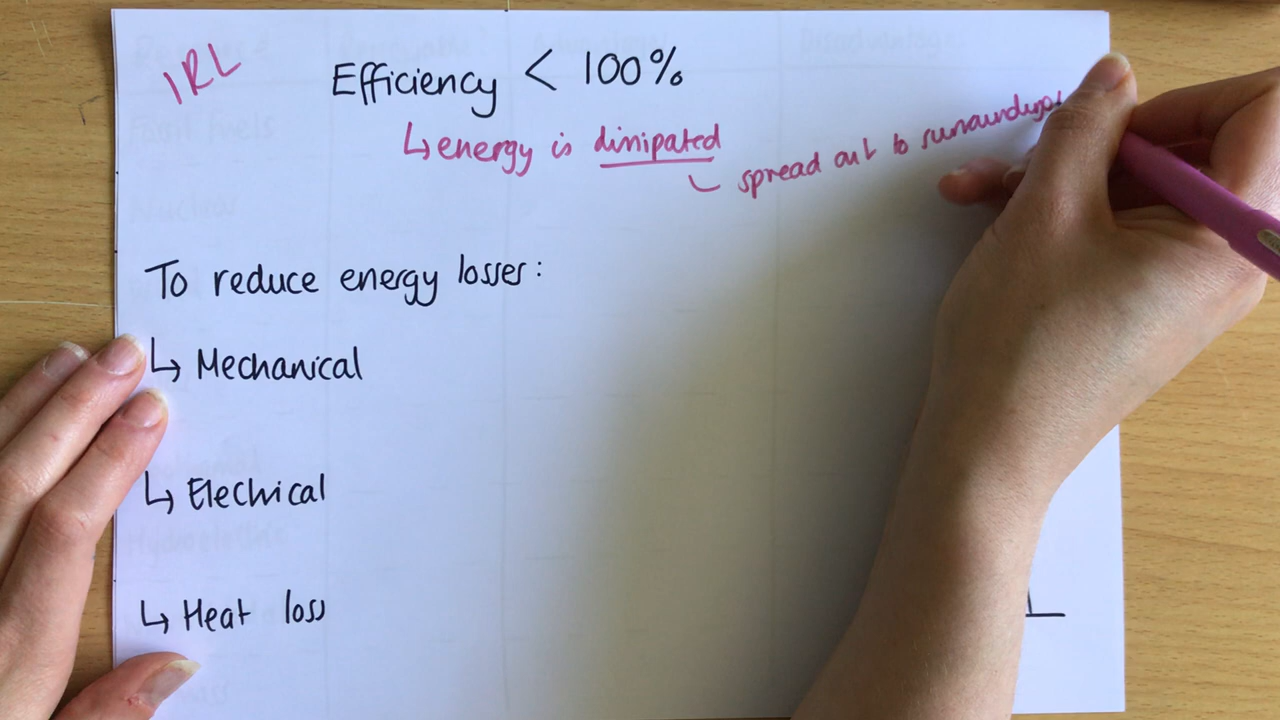 IRL
Efficiency < 100%
↳ energy is dissipated
spread out to surroundings
To reduce energy losses:
↳ Mechanical
↳ Electrical
↳ Heat loss